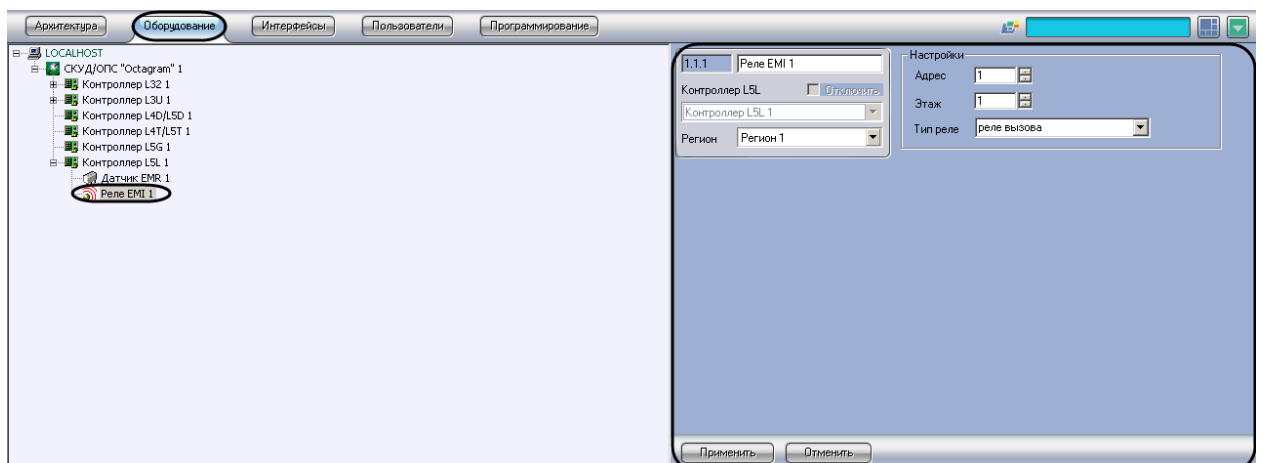 Архитектура Оборудование Интерфейсы Пользователи Программирование
LOCALHOST
СКУД/ОПС "Octagram" 1
Контроллер L32 1
Контроллер L3U 1
Контроллер L4D/L5D 1
Контроллер L4T/L5T 1
Контроллер L5G 1
Контроллер L5L 1
Датчик EMR 1
Реле EMI 1
1.1.1 Реле EMI 1
Контроллер L5L Отключить
Контроллер L5L 1
Регион Регион 1
Настройки
Адрес 1
Этаж 1
Тип реле реле вызова
Применить Отменить